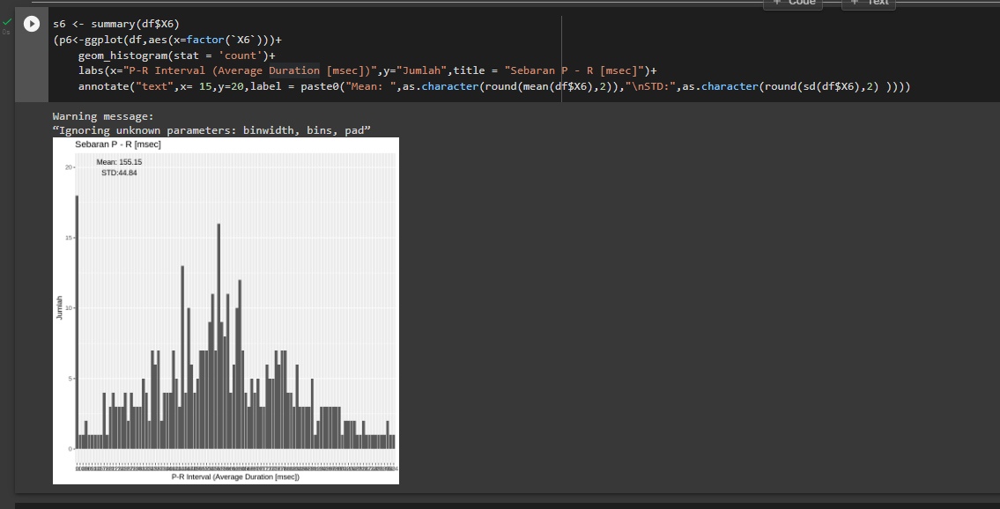 + Code + Text
s6 <- summary(df$X6)
(p6<-ggplot(df,aes(x=factor(`X6`)))+
geom_histogram(stat = 'count')+
labs(x="P-R Interval (Average Duration [msec])",y="Jumlah",title = "Sebaran P - R [msec]")+
annotate("text",x= 15,y=20,label = paste0("Mean: ",as.character(round(mean(df$X6),2)),"\nSTD:",as.character(round(sd(df$X6),2) ))))
0s
Warning message:
“Ignoring unknown parameters: binwidth, bins, pad”
Sebaran P - R [msec]
Mean: 155.15
STD:44.84
20
15
10
5
0
Jumlah
P-R Interval (Average Duration [msec])